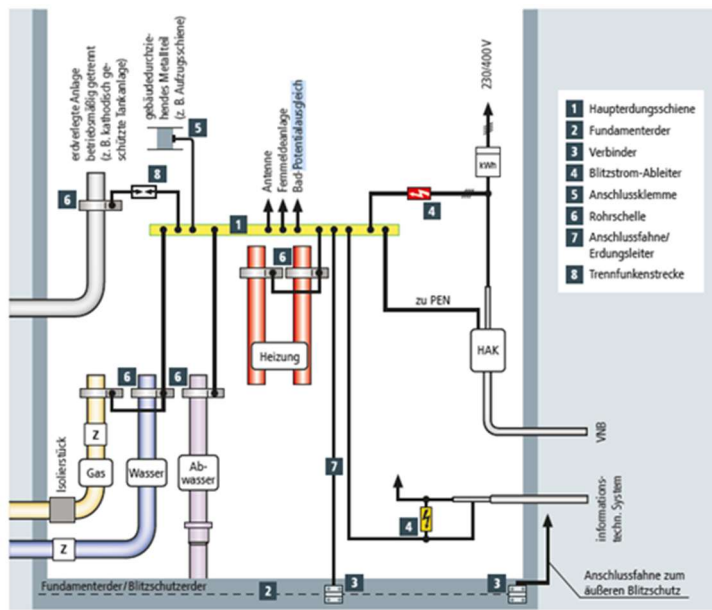 erdverlegte Anlage
betriebsmäßig getrennt
(z. B. kathodisch ge-
schützte Tankanlage)
gebäudedurchzie-
hendes Metallteil
(z. B. Aufzugsschiene)
5
8
6
Antenne
Fernmeldeanlage
Bad-Potentialausgleich
230/400 V
kWh
4
1
6
zu PEN
HAK
Heizung
VNB
6
6
Z
Gas
Wasser
Ab-
wasser
Isolierstück
Z
7
4
informations-
techn. System
Fundamenterder/Blitzschutzerder
2
3
3
Anschlussfahne zum
äußeren Blitzschutz
1 Haupterdungsschiene
2 Fundamenterder
3 Verbinder
4 Blitzstrom-Ableiter
5 Anschlussklemme
6 Rohrschelle
7 Anschlussfahne/
Erdungsleiter
8 Trennfunkenstrecke